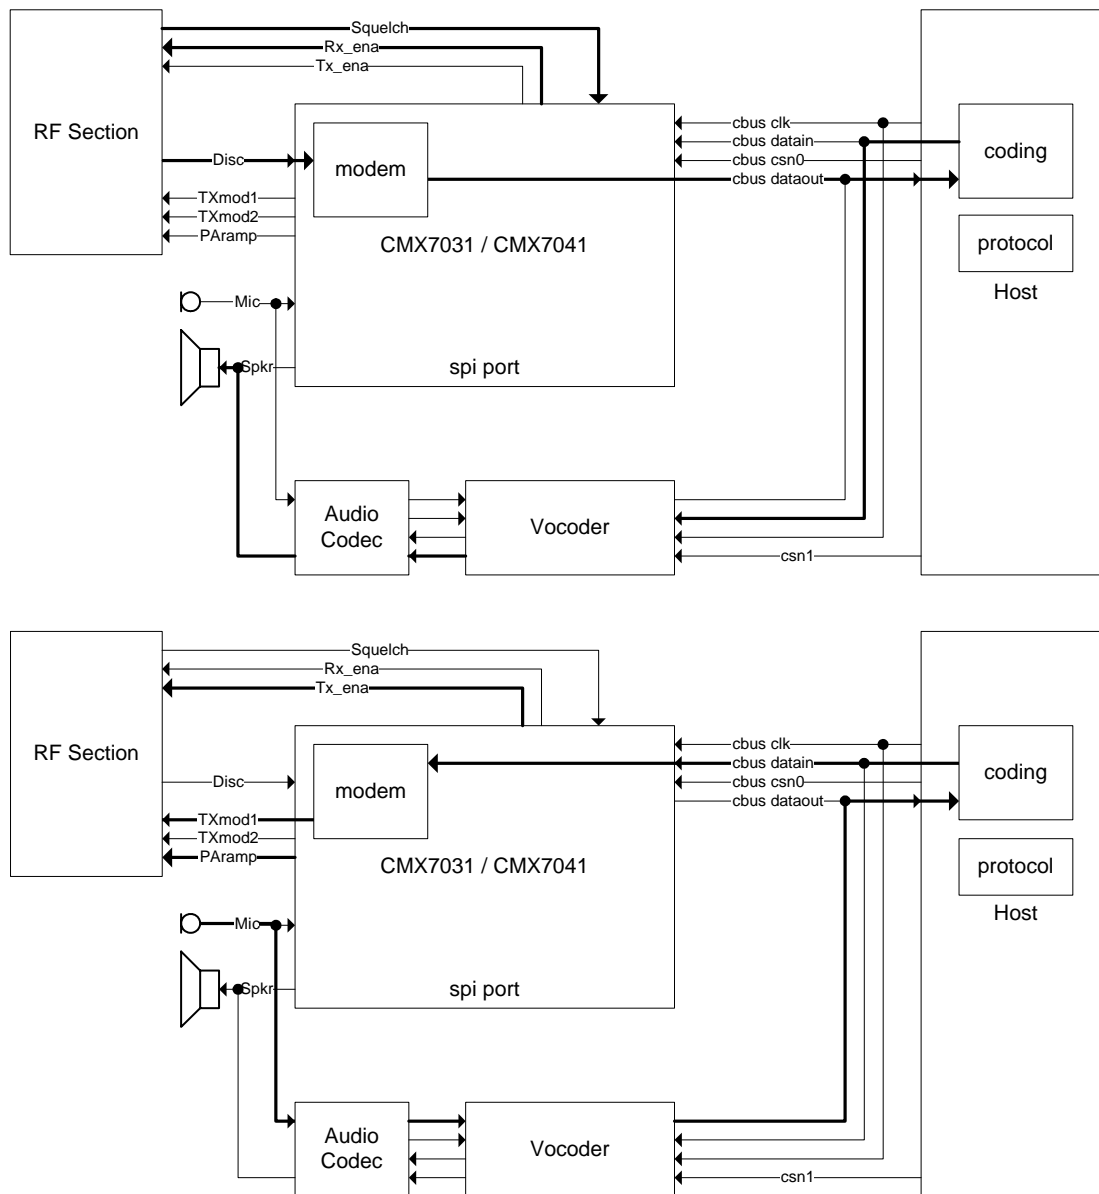 Squelch
Rx_ena
Tx_ena
RF Section
cbus clk
cbus datain
cbus csn0
cbus dataout
coding
Disc
modem
TXmod1
TXmod2
PAramp
CMX7031 / CMX7041
protocol
Host
Mic
Spkr
spi port
Audio
Codec
Vocoder
csn1
Squelch
Rx_ena
Tx_ena
RF Section
cbus clk
cbus datain
cbus csn0
cbus dataout
coding
Disc
modem
TXmod1
TXmod2
PAramp
CMX7031 / CMX7041
protocol
Host
Mic
Spkr
spi port
Audio
Codec
Vocoder
csn1